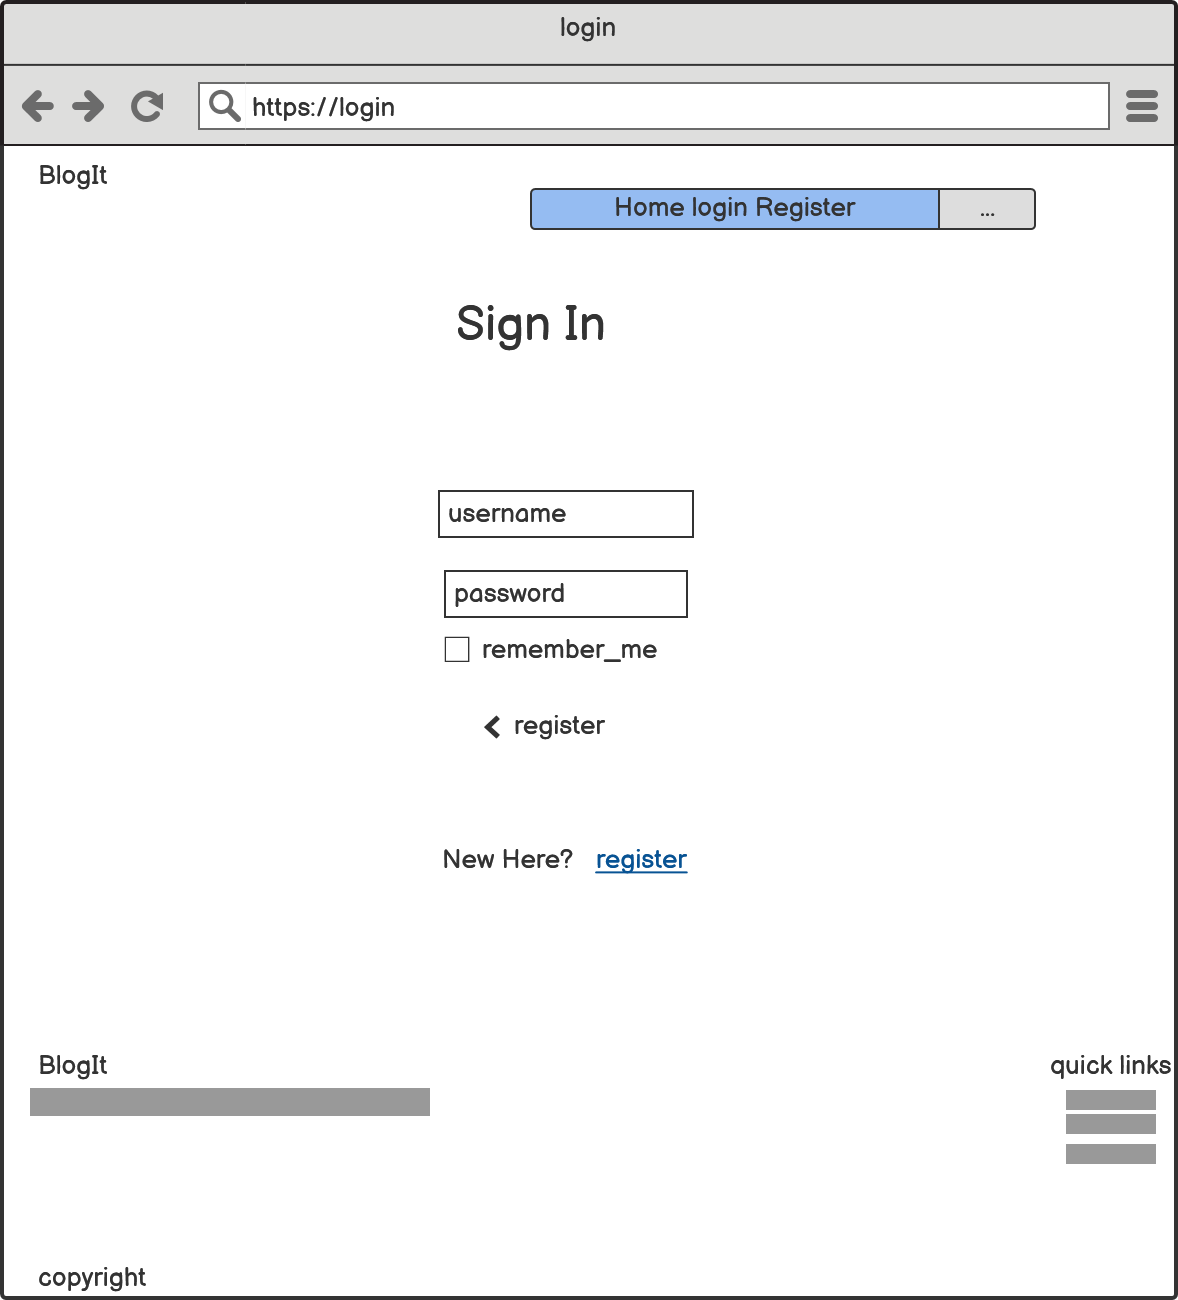 login
https://login
BlogIt
Home login Register ...
Sign In
username
password
remember_me
register
New Here? register
BlogIt
quick links
copyright